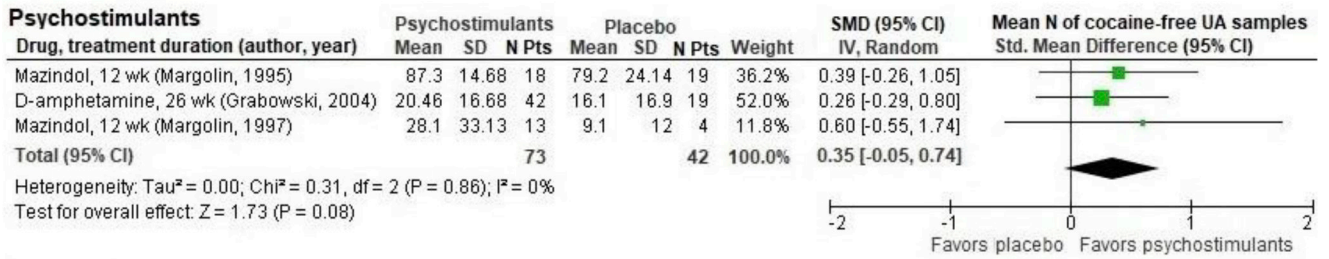 Psychostimulants
Psychostimulants Placebo SMD (95% CI) Mean N of cocaine-free UA samples
Drug, treatment duration (author, year) Mean SD N Pts Mean SD N Pts Weight IV, Random Std. Mean Difference (95% CI)
Mazindol, 12 wk (Margolin, 1995) 87.3 14.68 18 79.2 24.14 19 36.2% 0.39 [-0.26, 1.05]
D-amphetamine, 26 wk (Grabowski, 2004) 20.46 16.68 42 16.1 16.9 19 52.0% 0.26 [-0.29, 0.80]
Mazindol, 12 wk (Margolin, 1997) 28.1 33.13 13 9.1 12 4 11.8% 0.60 [-0.55, 1.74]
Total (95% CI) 73 42 100.0% 0.35 [-0.05, 0.74]
Heterogeneity: Tau² = 0.00; Chi² = 0.31, df = 2 (P = 0.86); I² = 0%
Test for overall effect: Z = 1.73 (P = 0.08)
-2 -1 0 1 2
Favors placebo Favors psychostimulants